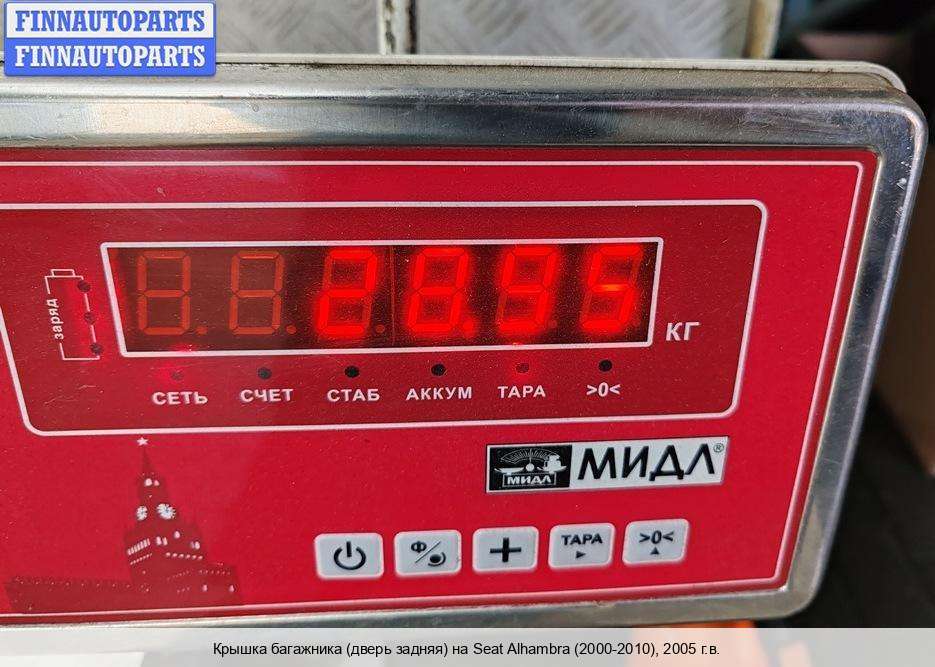 FINNAUTOPARTS
FINNAUTOPARTS
28.95
КГ
заряд
СЕТЬ СЧЕТ СТАБ АККУМ ТАРА >0<
МИДЛ МИДЛ®
Ф ТАРА >0<
Крышка багажника (дверь задняя) на Seat Alhambra (2000-2010), 2005 г.в.